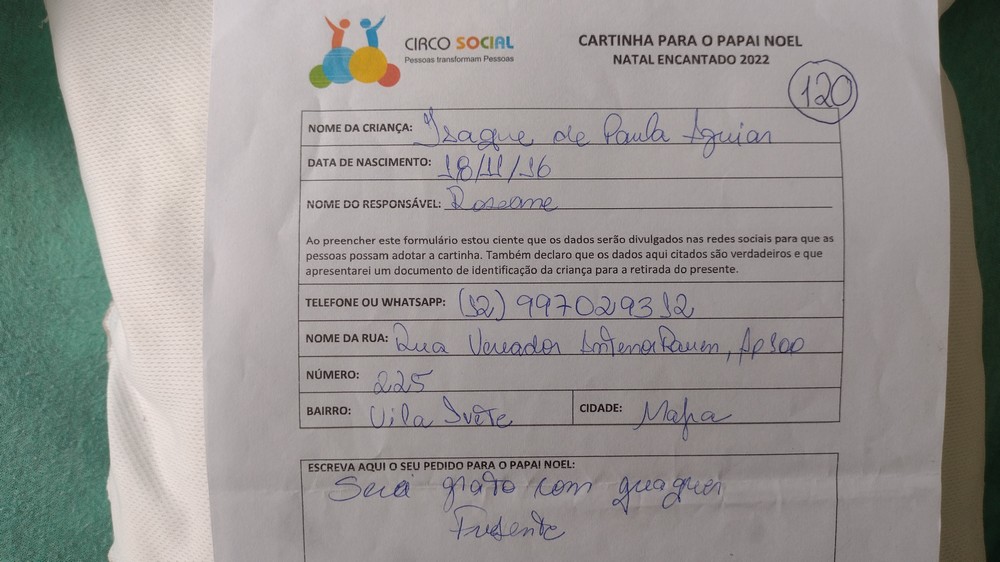 CIRCO SOCIAL
Pessoas transformam Pessoas
CARTINHA PARA O PAPAI NOEL
NATAL ENCANTADO 2022
120
NOME DA CRIANÇA: Isaque de Paula Aguiar
DATA DE NASCIMENTO: 18/11/16
NOME DO RESPONSÁVEL: Roseane
Ao preencher este formulário estou ciente que os dados serão divulgados nas redes sociais para que as
pessoas possam adotar a cartinha. Também declaro que os dados aqui citados são verdadeiros e que
apresentarei um documento de identificação da criança para a retirada do presente.
TELEFONE OU WHATSAPP: (12) 997029312
NOME DA RUA: Rua Vereador Antenor, Ap 100
NÚMERO: 225
BAIRRO: Vila Ivete
CIDADE: Mafra
ESCREVA AQUI O SEU PEDIDO PARA O PAPAI NOEL:
grato com